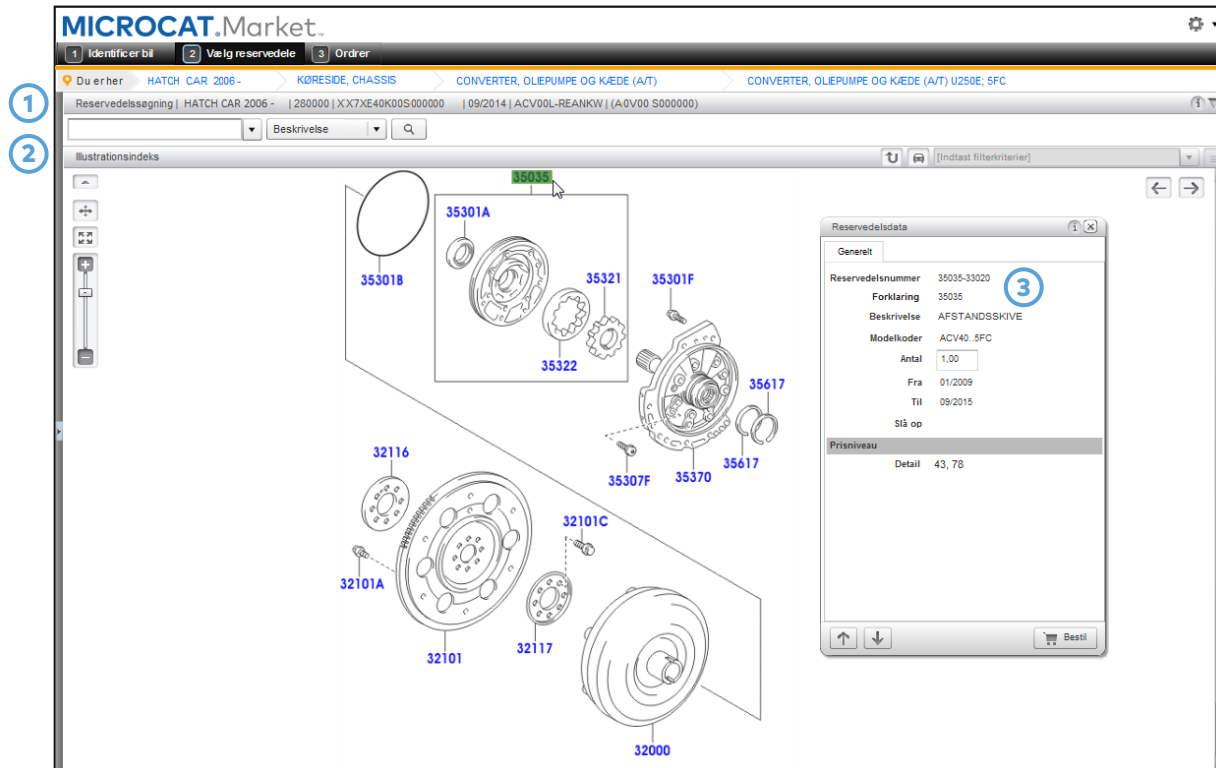 MICROCAT.Market™
1 Identificer bil 2 Vælg reservedele 3 Ordrer
Du er her HATCH CAR 2006 - KØRESIDE, CHASSIS CONVERTER, OLIEPUMPE OG KÆDE (A/T) CONVERTER, OLIEPUMPE OG KÆDE (A/T) U250E; 5FC
1 Reservedelssøgning | HATCH CAR 2006 - | 280000 | XX7XE40K00S000000 | 09/2014 | ACV00L-REANKW | (A0V00 S000000)
Beskrivelse
2 Illustrationsindeks [Indtast filterkriterier]
35035
35301A
35301B
35321
35301F
35322
35617
35617
35307F
35370
32116
32101C
32101A
32117
32101
32000
Reservedelsdata
Generelt
Reservedelsnummer 35035-33020
3
Forklaring 35035
Beskrivelse AFSTANDSSKIVE
Modelkoder ACV40..5FC
Antal 1,00
Fra 01/2009
Til 09/2015
Slå op
Prisniveau
Detail 43, 78
Bestil